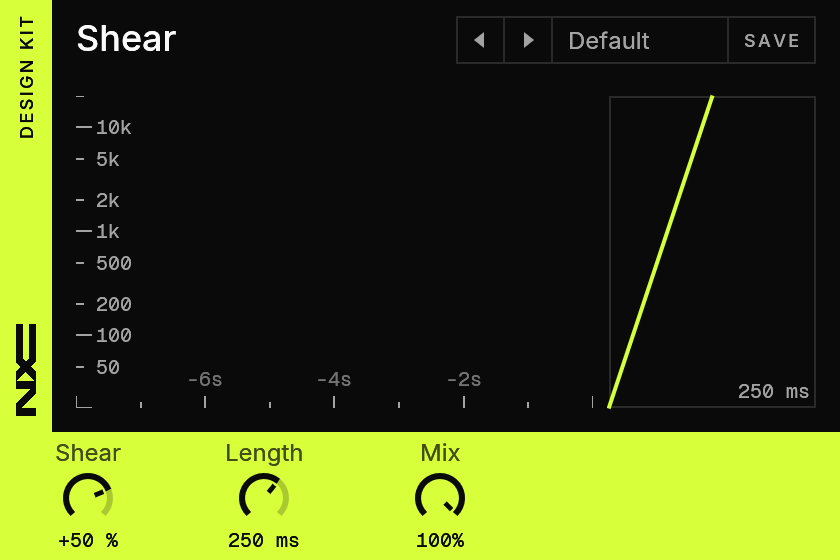 DESIGN KIT
NXE
Shear
Default
SAVE
10k
5k
2k
1k
500
200
100
50
-6s
-4s
-2s
250 ms
Shear
Length
Mix
+50 %
250 ms
100%